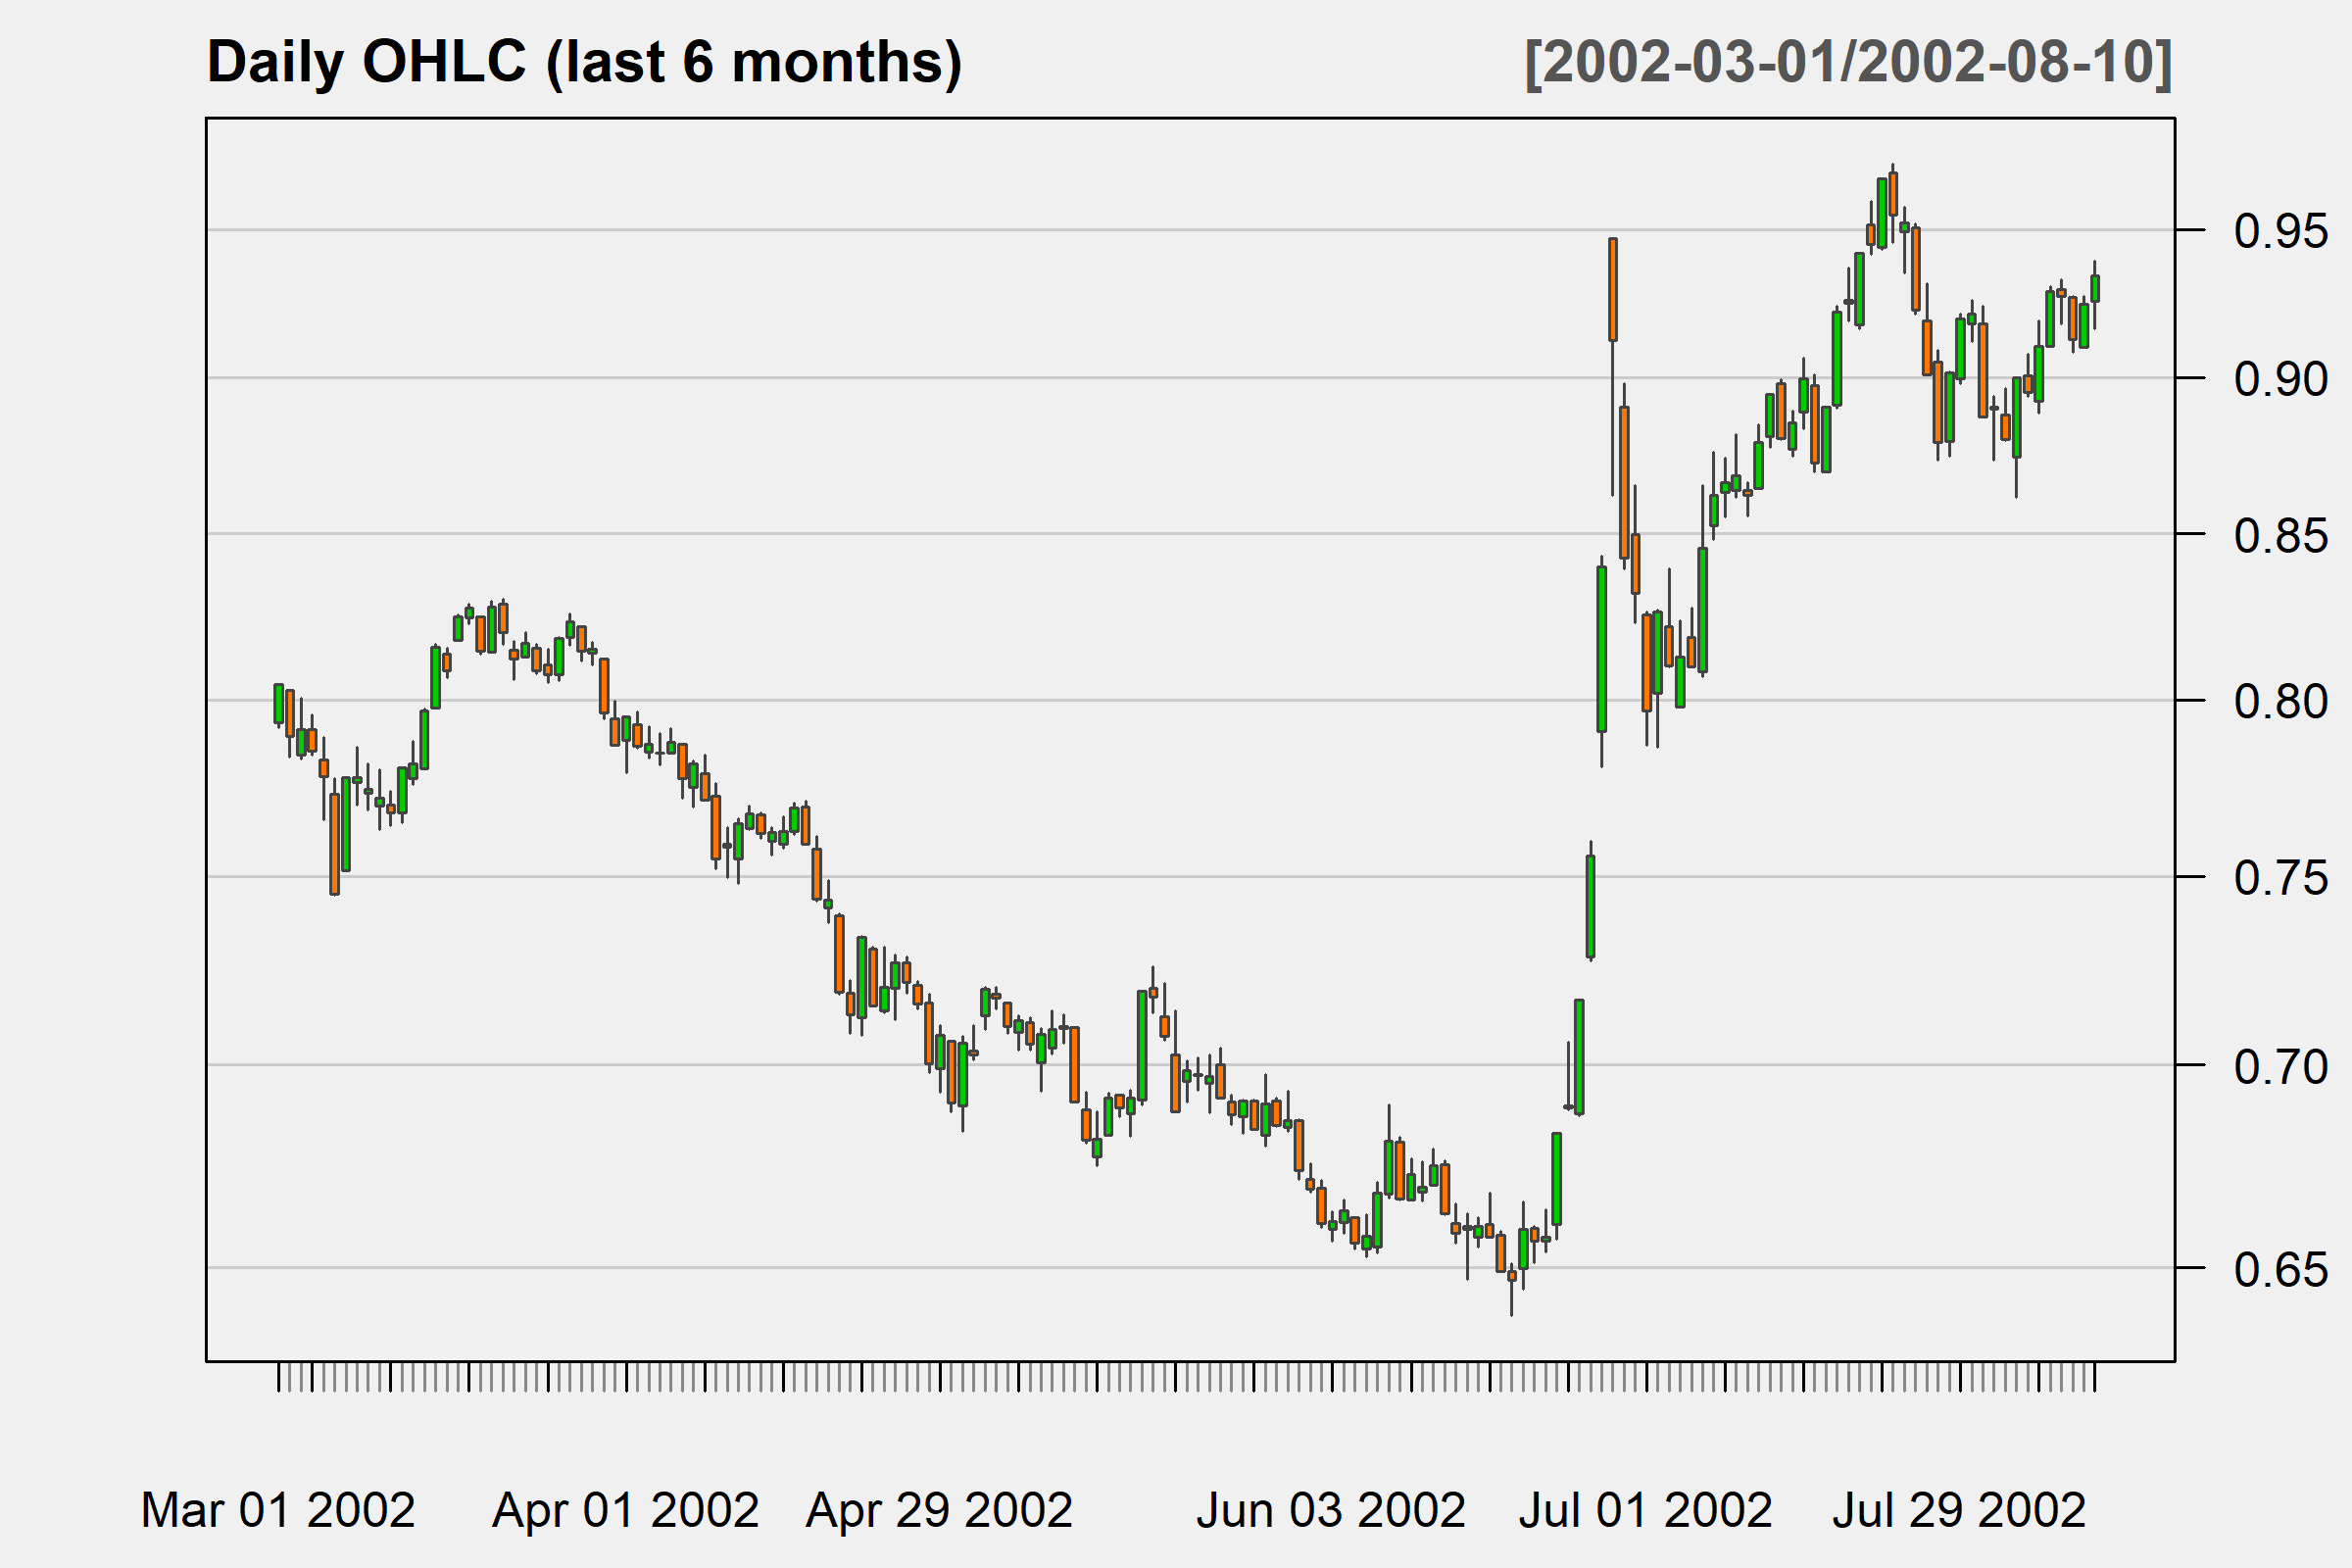 Daily OHLC (last 6 months)
[2002-03-01/2002-08-10]
0.95
0.90
0.85
0.80
0.75
0.70
0.65
Mar 01 2002
Apr 01 2002
Apr 29 2002
Jun 03 2002
Jul 01 2002
Jul 29 2002